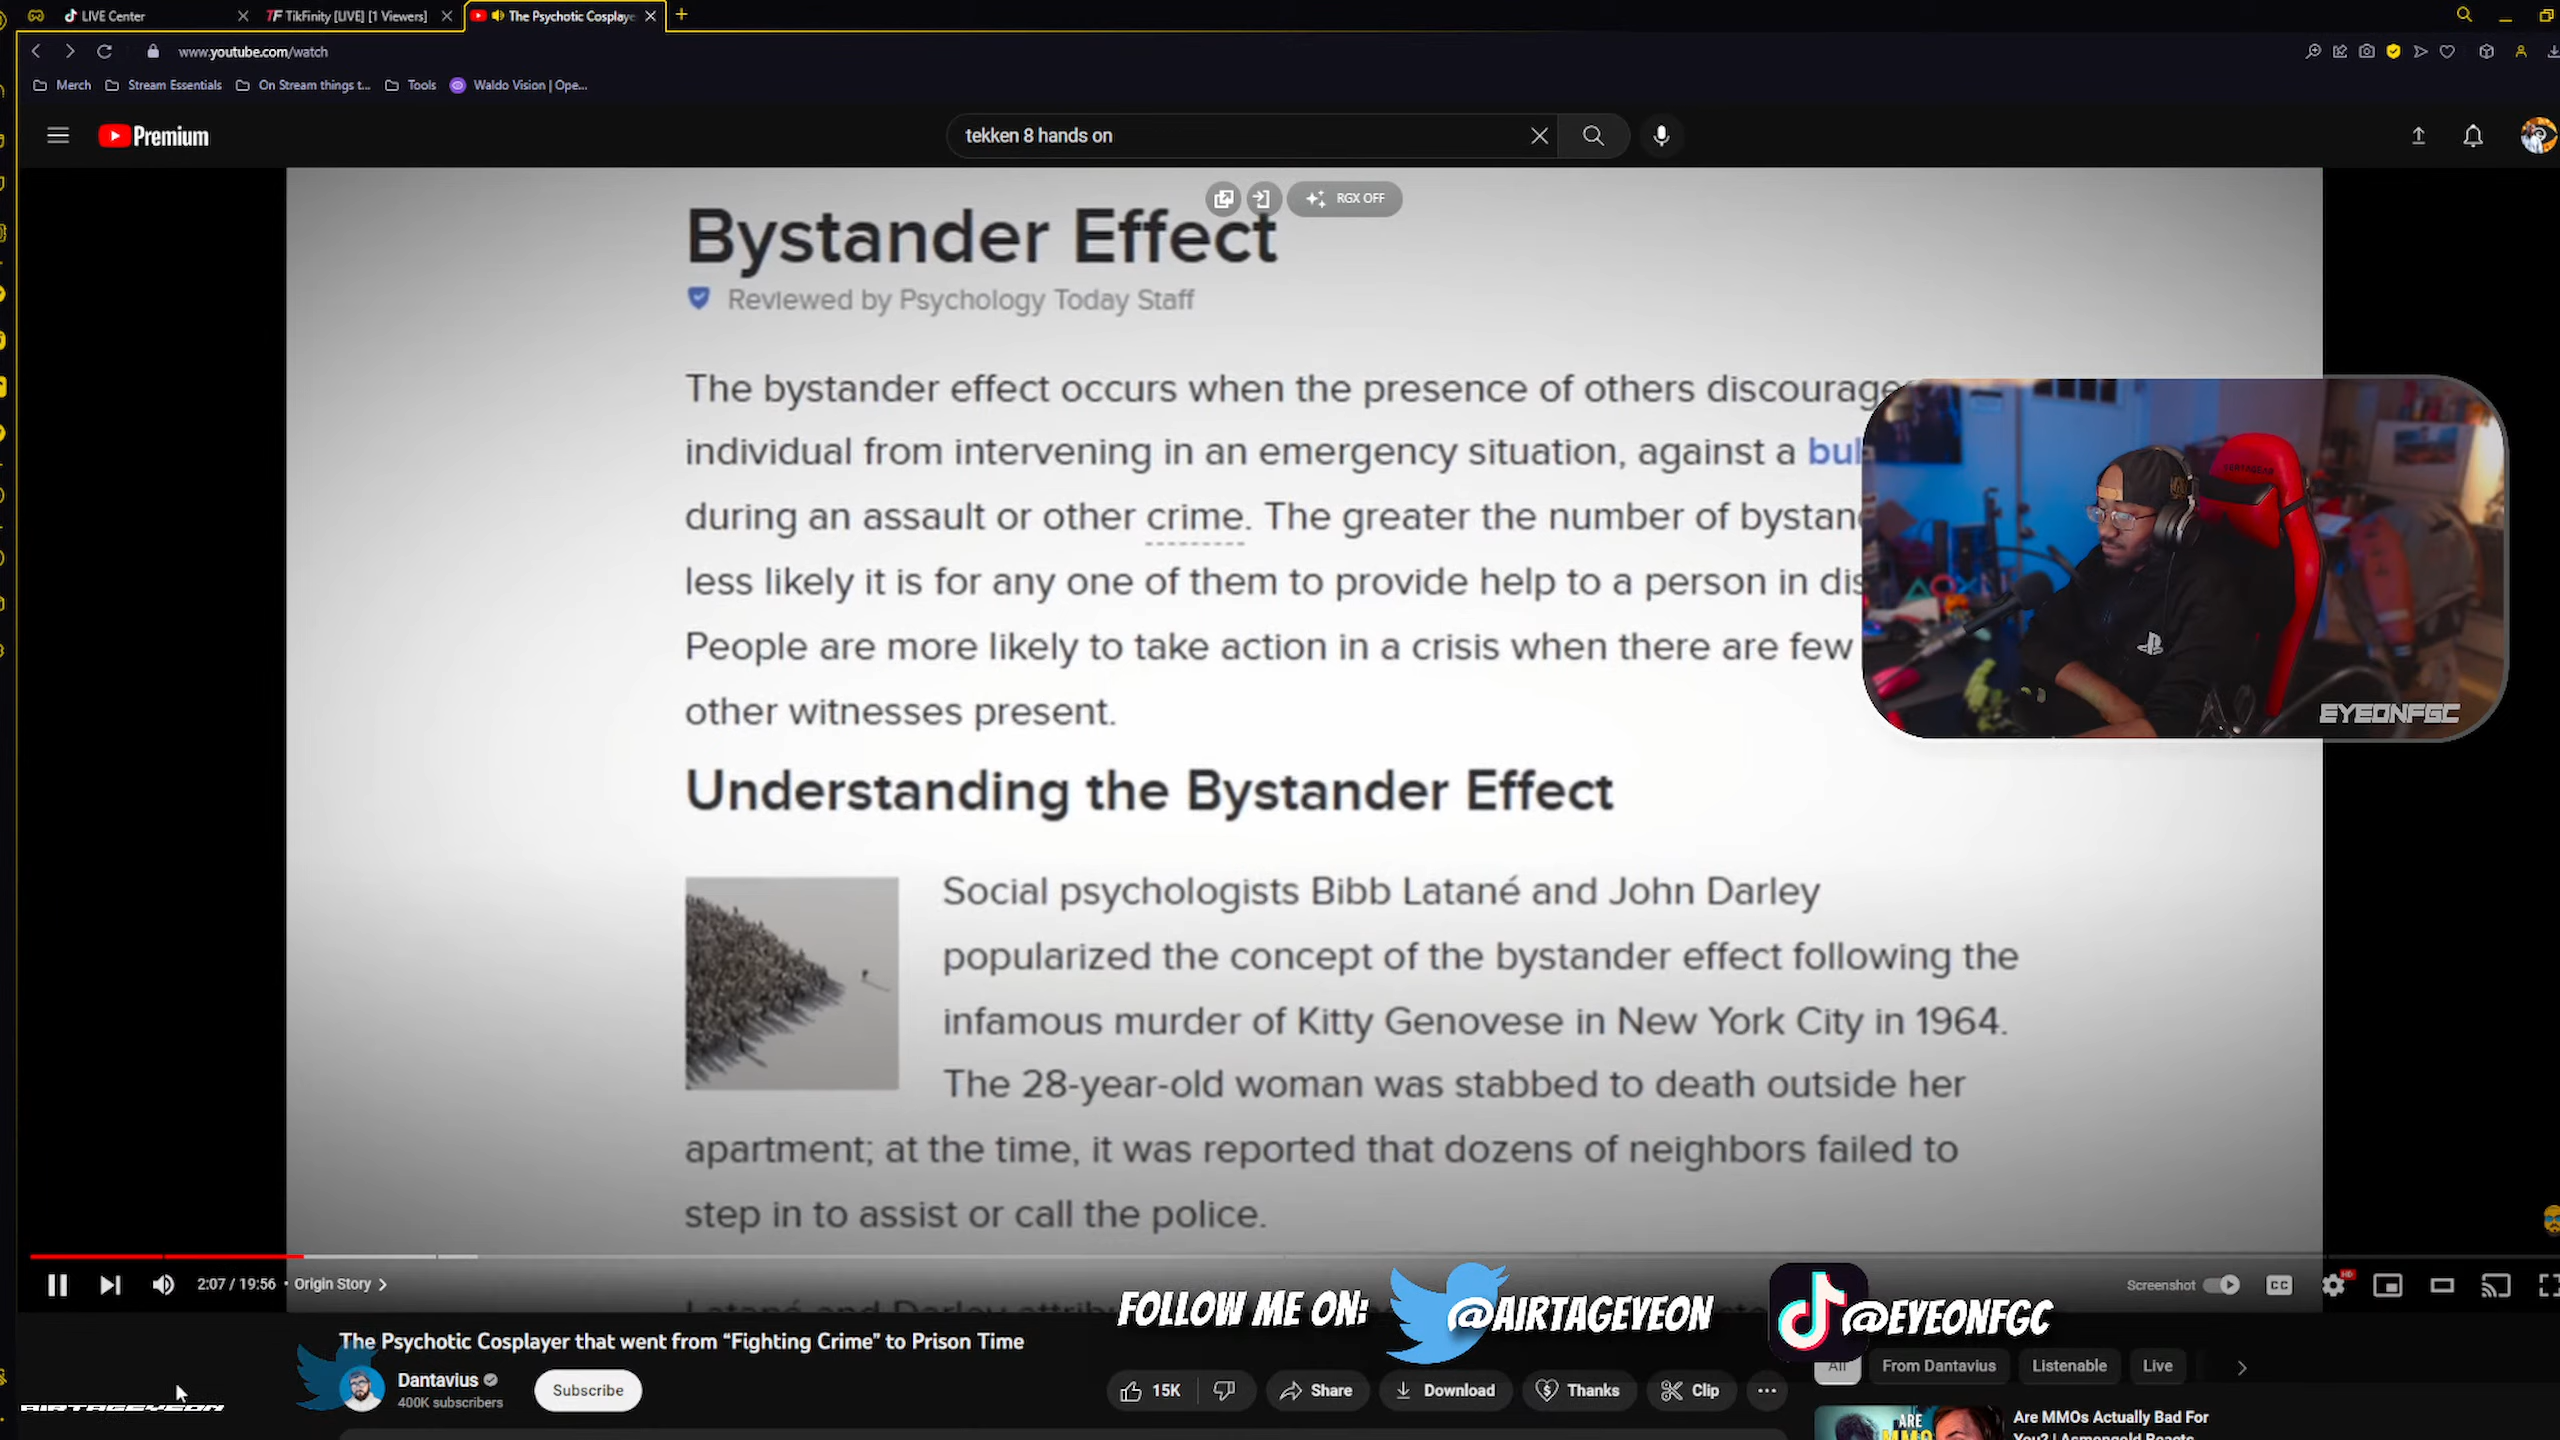 LIVE Center
TikFinity [LIVE] [1 Viewers]
The Psychotic Cosplaye
www.youtube.com/watch
Merch
Stream Essentials
On Stream things t...
Tools
Waldo Vision | Ope...
Premium
tekken 8 hands on
RGX OFF
Bystander Effect
Reviewed by Psychology Today Staff
The bystander effect occurs when the presence of others discourage
individual from intervening in an emergency situation, against a bul
during an assault or other crime. The greater the number of bystan
less likely it is for any one of them to provide help to a person in dis
People are more likely to take action in a crisis when there are few
other witnesses present.
EYEONFGC
Understanding the Bystander Effect
Social psychologists Bibb Latané and John Darley
popularized the concept of the bystander effect following the
infamous murder of Kitty Genovese in New York City in 1964.
The 28-year-old woman was stabbed to death outside her
apartment; at the time, it was reported that dozens of neighbors failed to
step in to assist or call the police.
2:07 / 19:56 • Origin Story
Screenshot
CC
HD
Latané and Darley
FOLLOW ME ON:
@AIRTAGEYEON
@EYEONFGC
The Psychotic Cosplayer that went from “Fighting Crime” to Prison Time
Dantavius
400K subscribers
Subscribe
15K
Share
Download
Thanks
Clip
All
From Dantavius
Listenable
Live
AIRTAGEYEON
ARE
Are MMOs Actually Bad For
You? | Asmongold Reacts